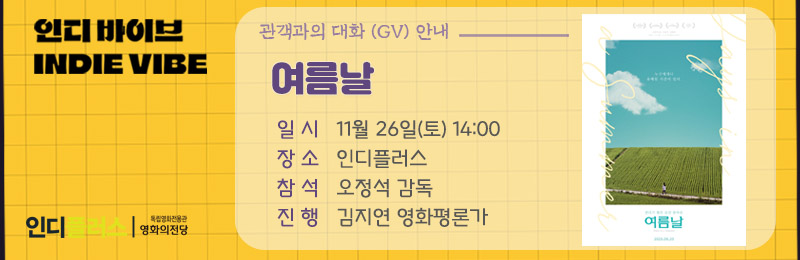 인디 바이브
INDIE VIBE
관객과의 대화 (GV) 안내
여름날
일 시 11월 26일(토) 14:00
장 소 인디플러스
참 석 오정석 감독
진 행 김지연 영화평론가
인디플러스
독립영화전용관
영화의전당
Days in
a Summer
여름날